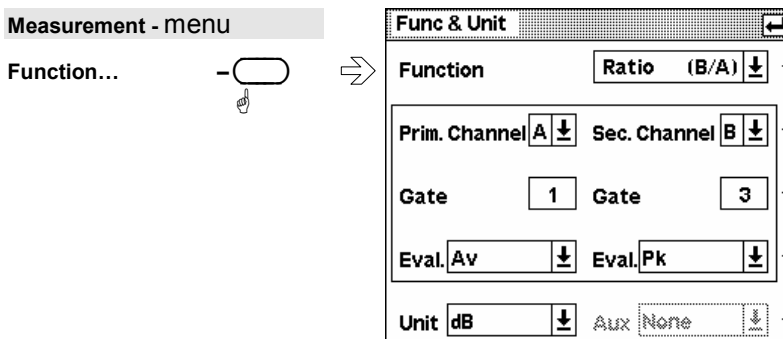 Measurement - menu
Function...
Func & Unit
Function Ratio (B/A)
Prim. Channel A Sec. Channel B
Gate 1 Gate 3
Eval. Av Eval. Pk
Unit dB Aux None